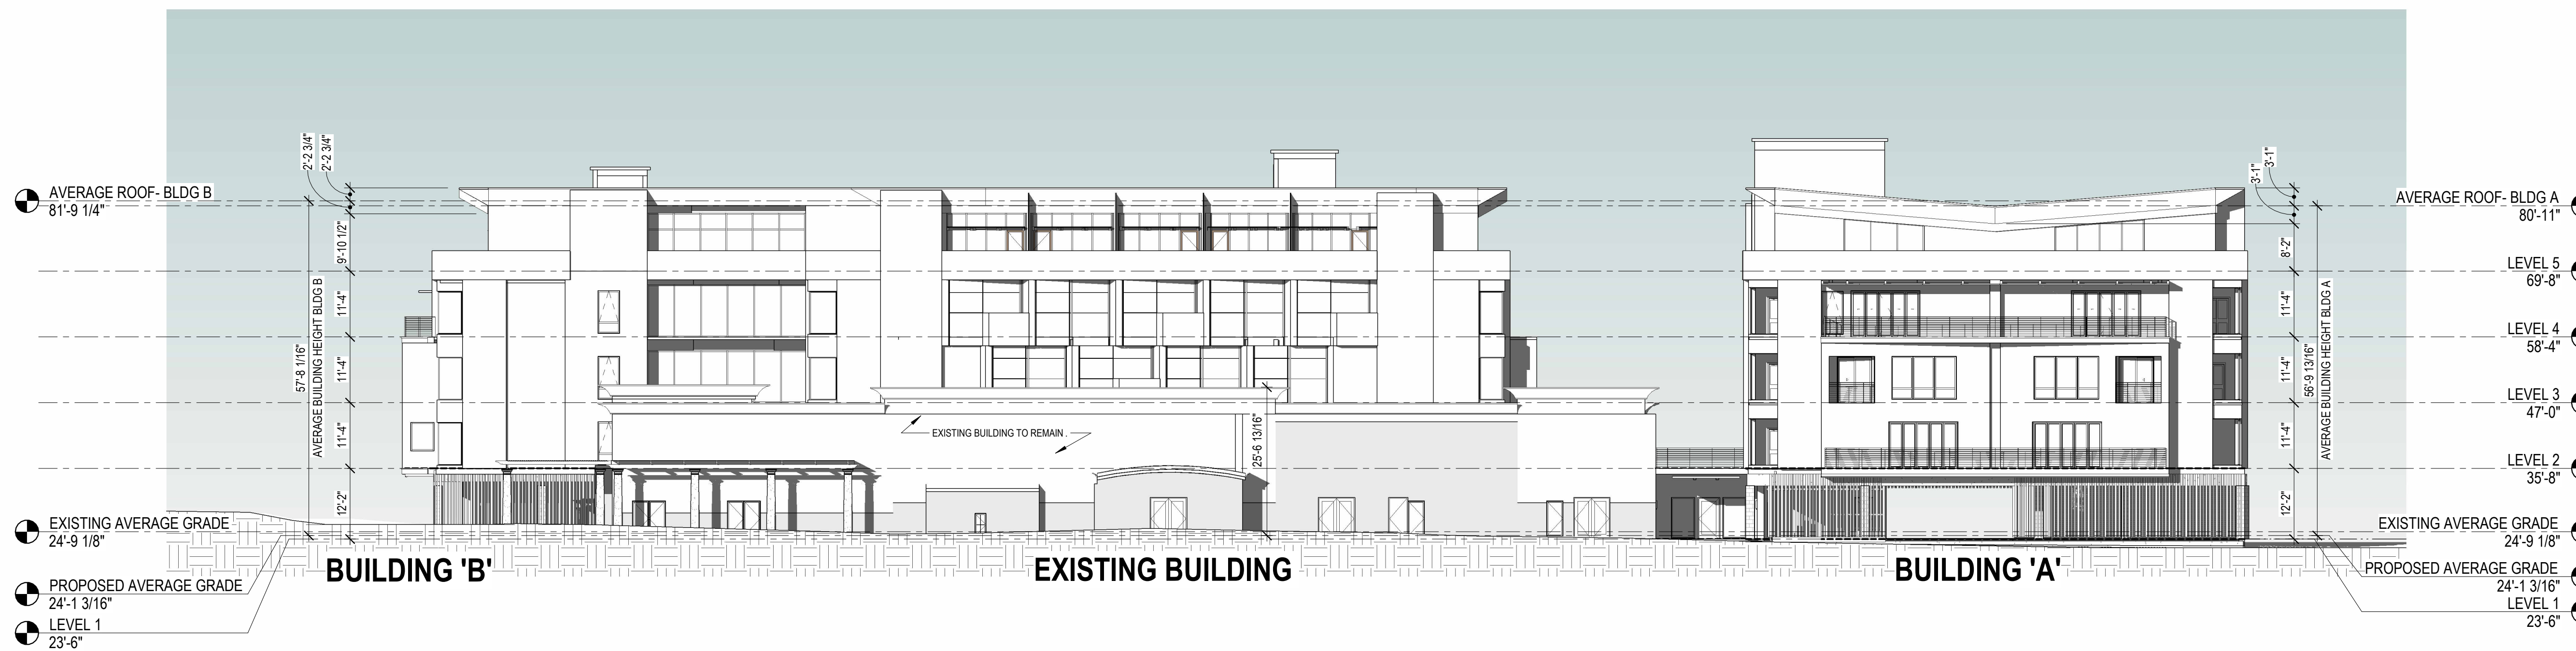 AVERAGE ROOF- BLDG B
81'-9 1/4"
EXISTING AVERAGE GRADE
24'-9 1/8"
PROPOSED AVERAGE GRADE
24'-1 3/16"
LEVEL 1
23'-6"
2'-2 3/4"
2'-2 3/4"
9'-10 1/2"
11'-4"
11'-4"
11'-4"
12'-2"
57'-8 1/16"
AVERAGE BUILDING HEIGHT BLDG B
EXISTING BUILDING TO REMAIN .
25'-6 13/16"
BUILDING 'B'
EXISTING BUILDING
BUILDING 'A'
3'-1"
3'-1"
8'-2"
11'-4"
11'-4"
11'-4"
12'-2"
56'-9 13/16"
AVERAGE BUILDING HEIGHT BLDG A
AVERAGE ROOF- BLDG A
80'-11"
LEVEL 5
69'-8"
LEVEL 4
58'-4"
LEVEL 3
47'-0"
LEVEL 2
35'-8"
EXISTING AVERAGE GRADE
24'-9 1/8"
PROPOSED AVERAGE GRADE
24'-1 3/16"
LEVEL 1
23'-6"